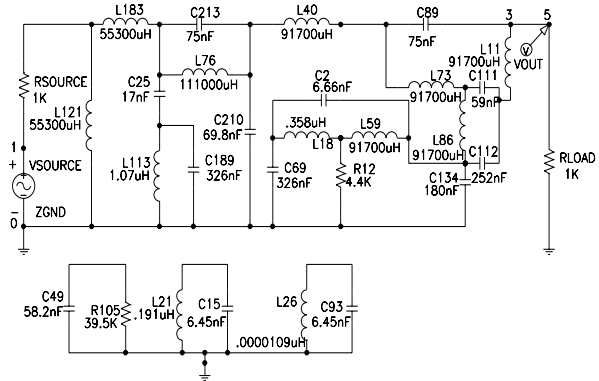 L183
55300uH
C213
75nF
L40
91700uH
C89
75nF
3
5
L11
91700uH
V
VOUT
L76
111000uH
C25
17nF
RSOURCE
1K
L121
55300uH
C2
6.66nF
L73
91700uH
C111
59nF
C210
69.8nF
.358uH
L18
L59
91700uH
L86
91700uH
C112
252nF
1
+
VSOURCE
L113
1.07uH
C189
326nF
C69
326nF
R12
4.4K
C134
180nF
RLOAD
1K
ZGND
0
C49
58.2nF
R105
39.5K
L21
.191uH
C15
6.45nF
L26
.0000109uH
C93
6.45nF